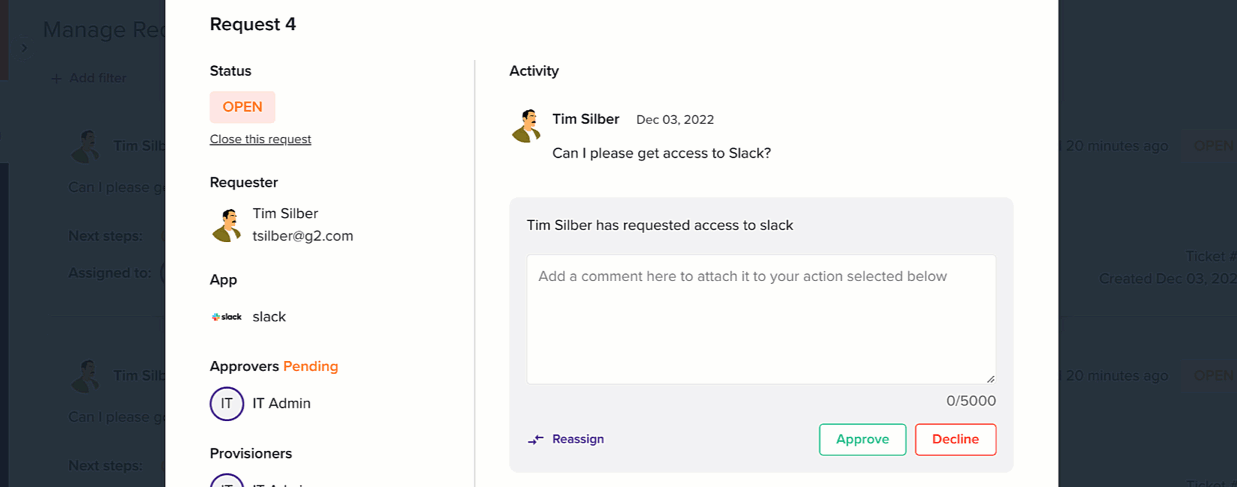 Request 4
Manage Rec
Add filter
Tim Silb
Can I please ge
Next steps:
Assigned to:
Tim Silb
Can I please ge
Next steps:
Status
OPEN
Close this request
Requester
Tim Silber
tsilber@g2.com
App
slack slack
Approvers Pending
IT IT Admin
Provisioners
Activity
Tim Silber Dec 03, 2022
Can I please get access to Slack?
Tim Silber has requested access to slack
Add a comment here to attach it to your action selected below
0/5000
Reassign Approve Decline
20 minutes ago OPEN
Ticket #
Created Dec 03, 202
20 minutes ago OPEN
Ticket #